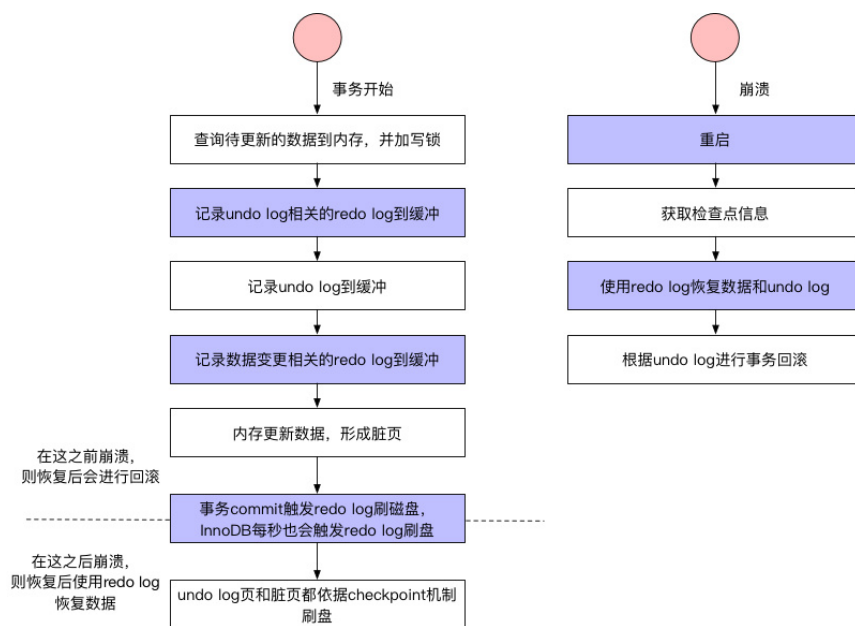 事务开始
查询待更新的数据到内存，并加写锁
记录undo log相关的redo log到缓冲
记录undo log到缓冲
记录数据变更相关的redo log到缓冲
内存更新数据，形成脏页
在这之前崩溃，
则恢复后会进行回滚
事务commit触发redo log刷磁盘，
InnoDB每秒也会触发redo log刷盘
在这之后崩溃，
则恢复后使用redo log
恢复数据
undo log页和脏页都依据checkpoint机制
刷盘
崩溃
重启
获取检查点信息
使用redo log恢复数据和undo log
根据undo log进行事务回滚